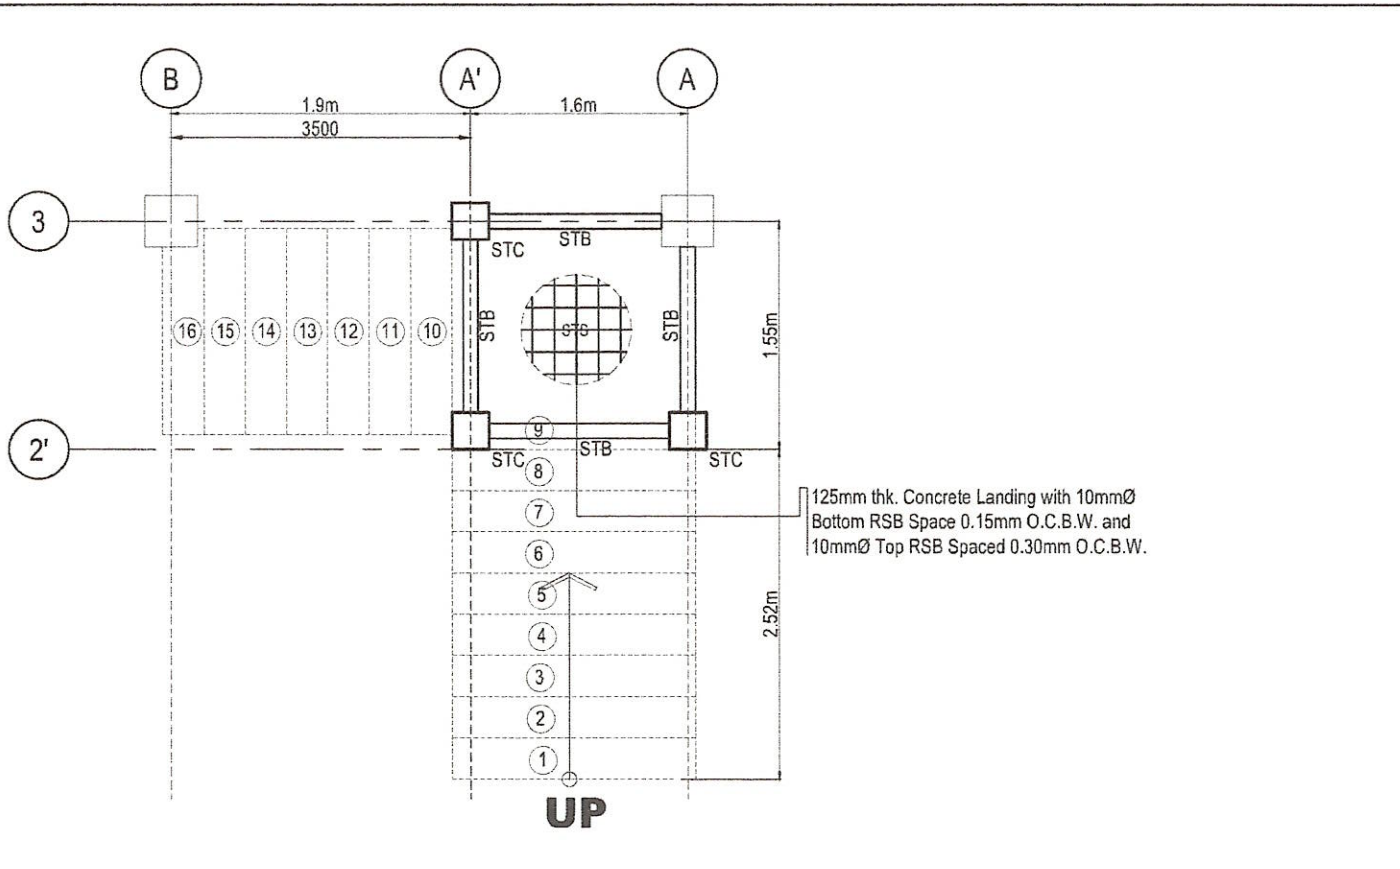 B
A'
A
1.9m
1.6m
3500
3
STC
STB
STB
STB
STS
1.55m
16
15
14
13
12
11
10
2'
9
STC
STB
STC
8
7
6
5
4
3
2
1
125mm thk. Concrete Landing with 10mmØ
Bottom RSB Space 0.15mm O.C.B.W. and
10mmØ Top RSB Spaced 0.30mm O.C.B.W.
2.52m
UP